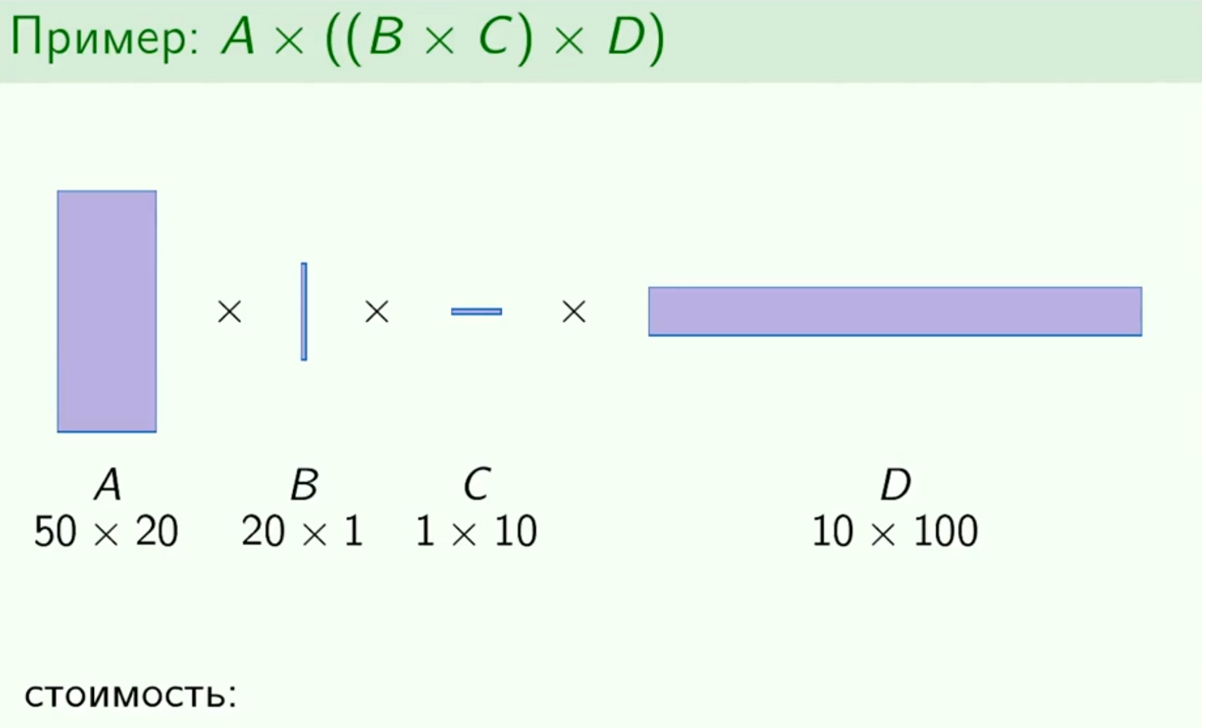 Пример: A × ((B × C) × D)
× × ×
A B C D
50 × 20 20 × 1 1 × 10 10 × 100
стоимость: